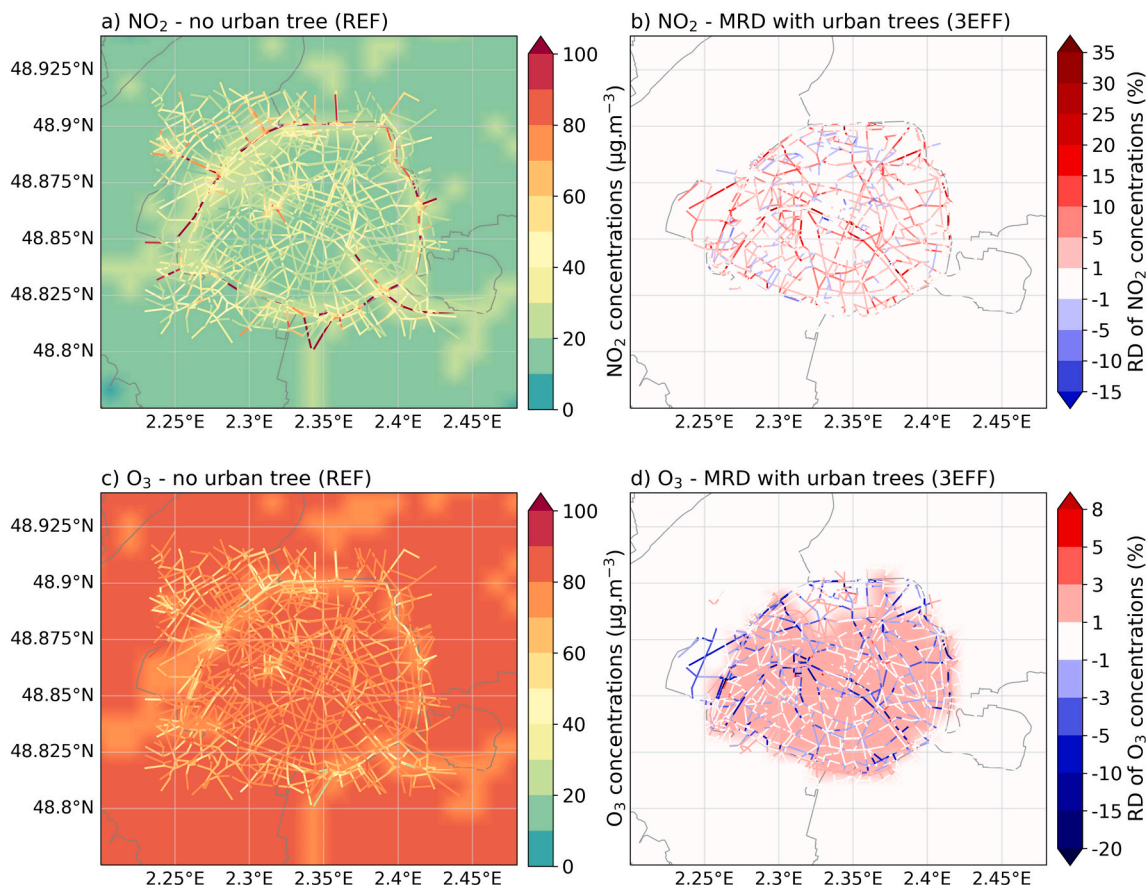 a) NO₂ - no urban tree (REF)
b) NO₂ - MRD with urban trees (3EFF)
48.925°N
48.9°N
48.875°N
48.85°N
48.825°N
48.8°N
2.25°E 2.3°E 2.35°E 2.4°E 2.45°E
100
80
60
40
20
0
NO₂ concentrations (µg.m⁻³)
2.25°E 2.3°E 2.35°E 2.4°E 2.45°E
35
30
25
20
15
10
5
1
-1
-5
-10
-15
RD of NO₂ concentrations (%)
c) O₃ - no urban tree (REF)
d) O₃ - MRD with urban trees (3EFF)
48.925°N
48.9°N
48.875°N
48.85°N
48.825°N
48.8°N
2.25°E 2.3°E 2.35°E 2.4°E 2.45°E
100
80
60
40
20
0
O₃ concentrations (µg.m⁻³)
2.25°E 2.3°E 2.35°E 2.4°E 2.45°E
8
5
3
1
-1
-3
-5
-10
-15
-20
RD of O₃ concentrations (%)